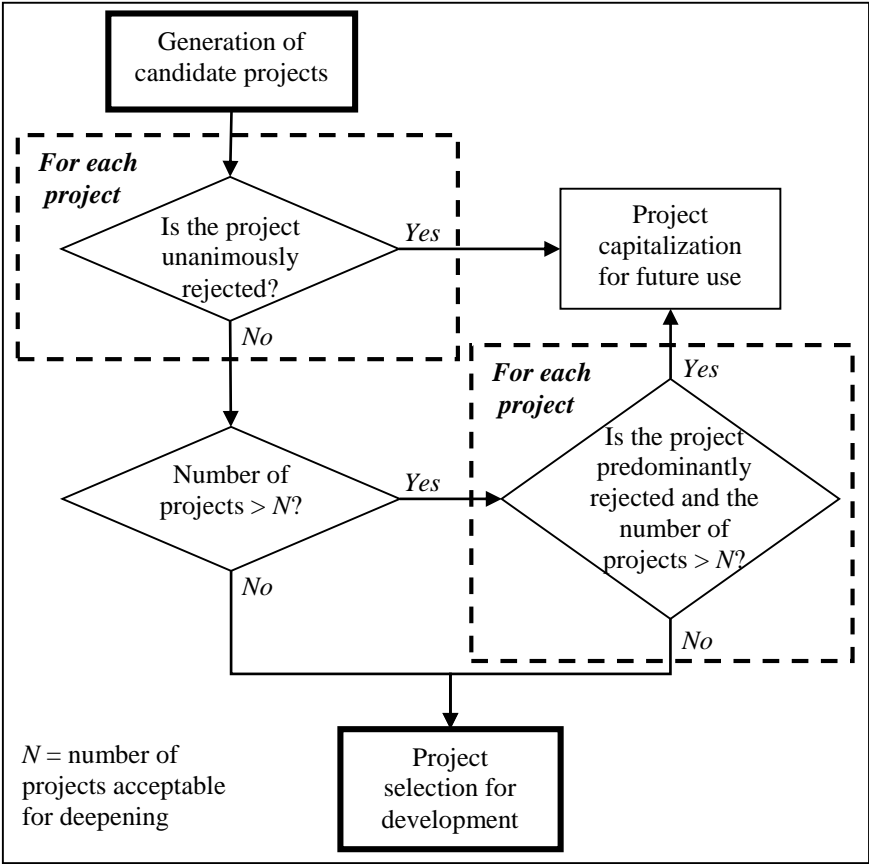 Generation of
candidate projects
For each
project
Is the project
unanimously
rejected?
Yes
Project
capitalization
for future use
No
For each
project
Yes
Number of
projects > N?
Yes
Is the project
predominantly
rejected and the
number of
projects > N?
No
No
N = number of
projects acceptable
for deepening
Project
selection for
development